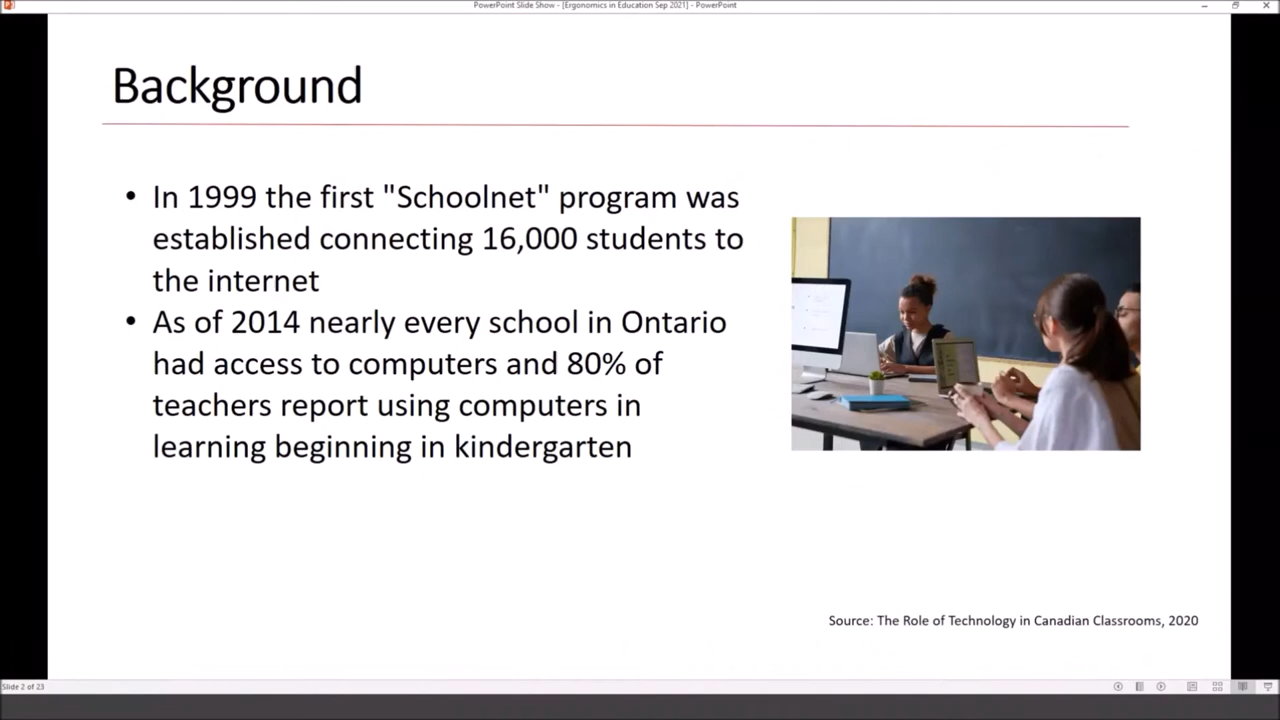 PowerPoint Slide Show - [Ergonomics in Education Sep 2021] - PowerPoint
Background
• In 1999 the first "Schoolnet" program was
established connecting 16,000 students to
the internet
• As of 2014 nearly every school in Ontario
had access to computers and 80% of
teachers report using computers in
learning beginning in kindergarten
Source: The Role of Technology in Canadian Classrooms, 2020
Slide 2 of 23